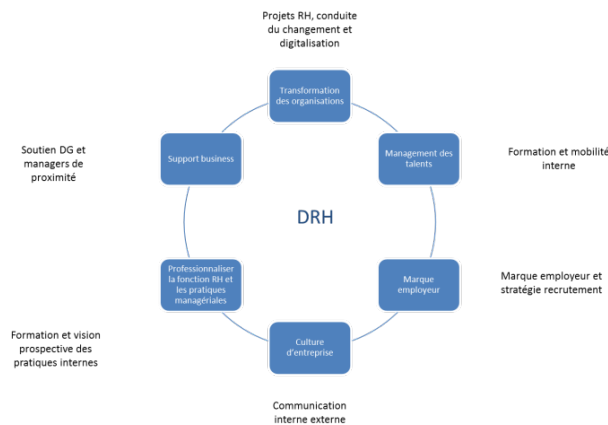 Projets RH, conduite
du changement et
digitalisation
Transformation
des organisations
Soutien DG et
managers de
proximité
Support business
Management des
talents
Formation et mobilité
interne
DRH
Professionnaliser
la fonction RH et
les pratiques
managériales
Marque
employeur
Marque employeur et
stratégie recrutement
Formation et vision
prospective des
pratiques internes
Culture
d'entreprise
Communication
interne externe